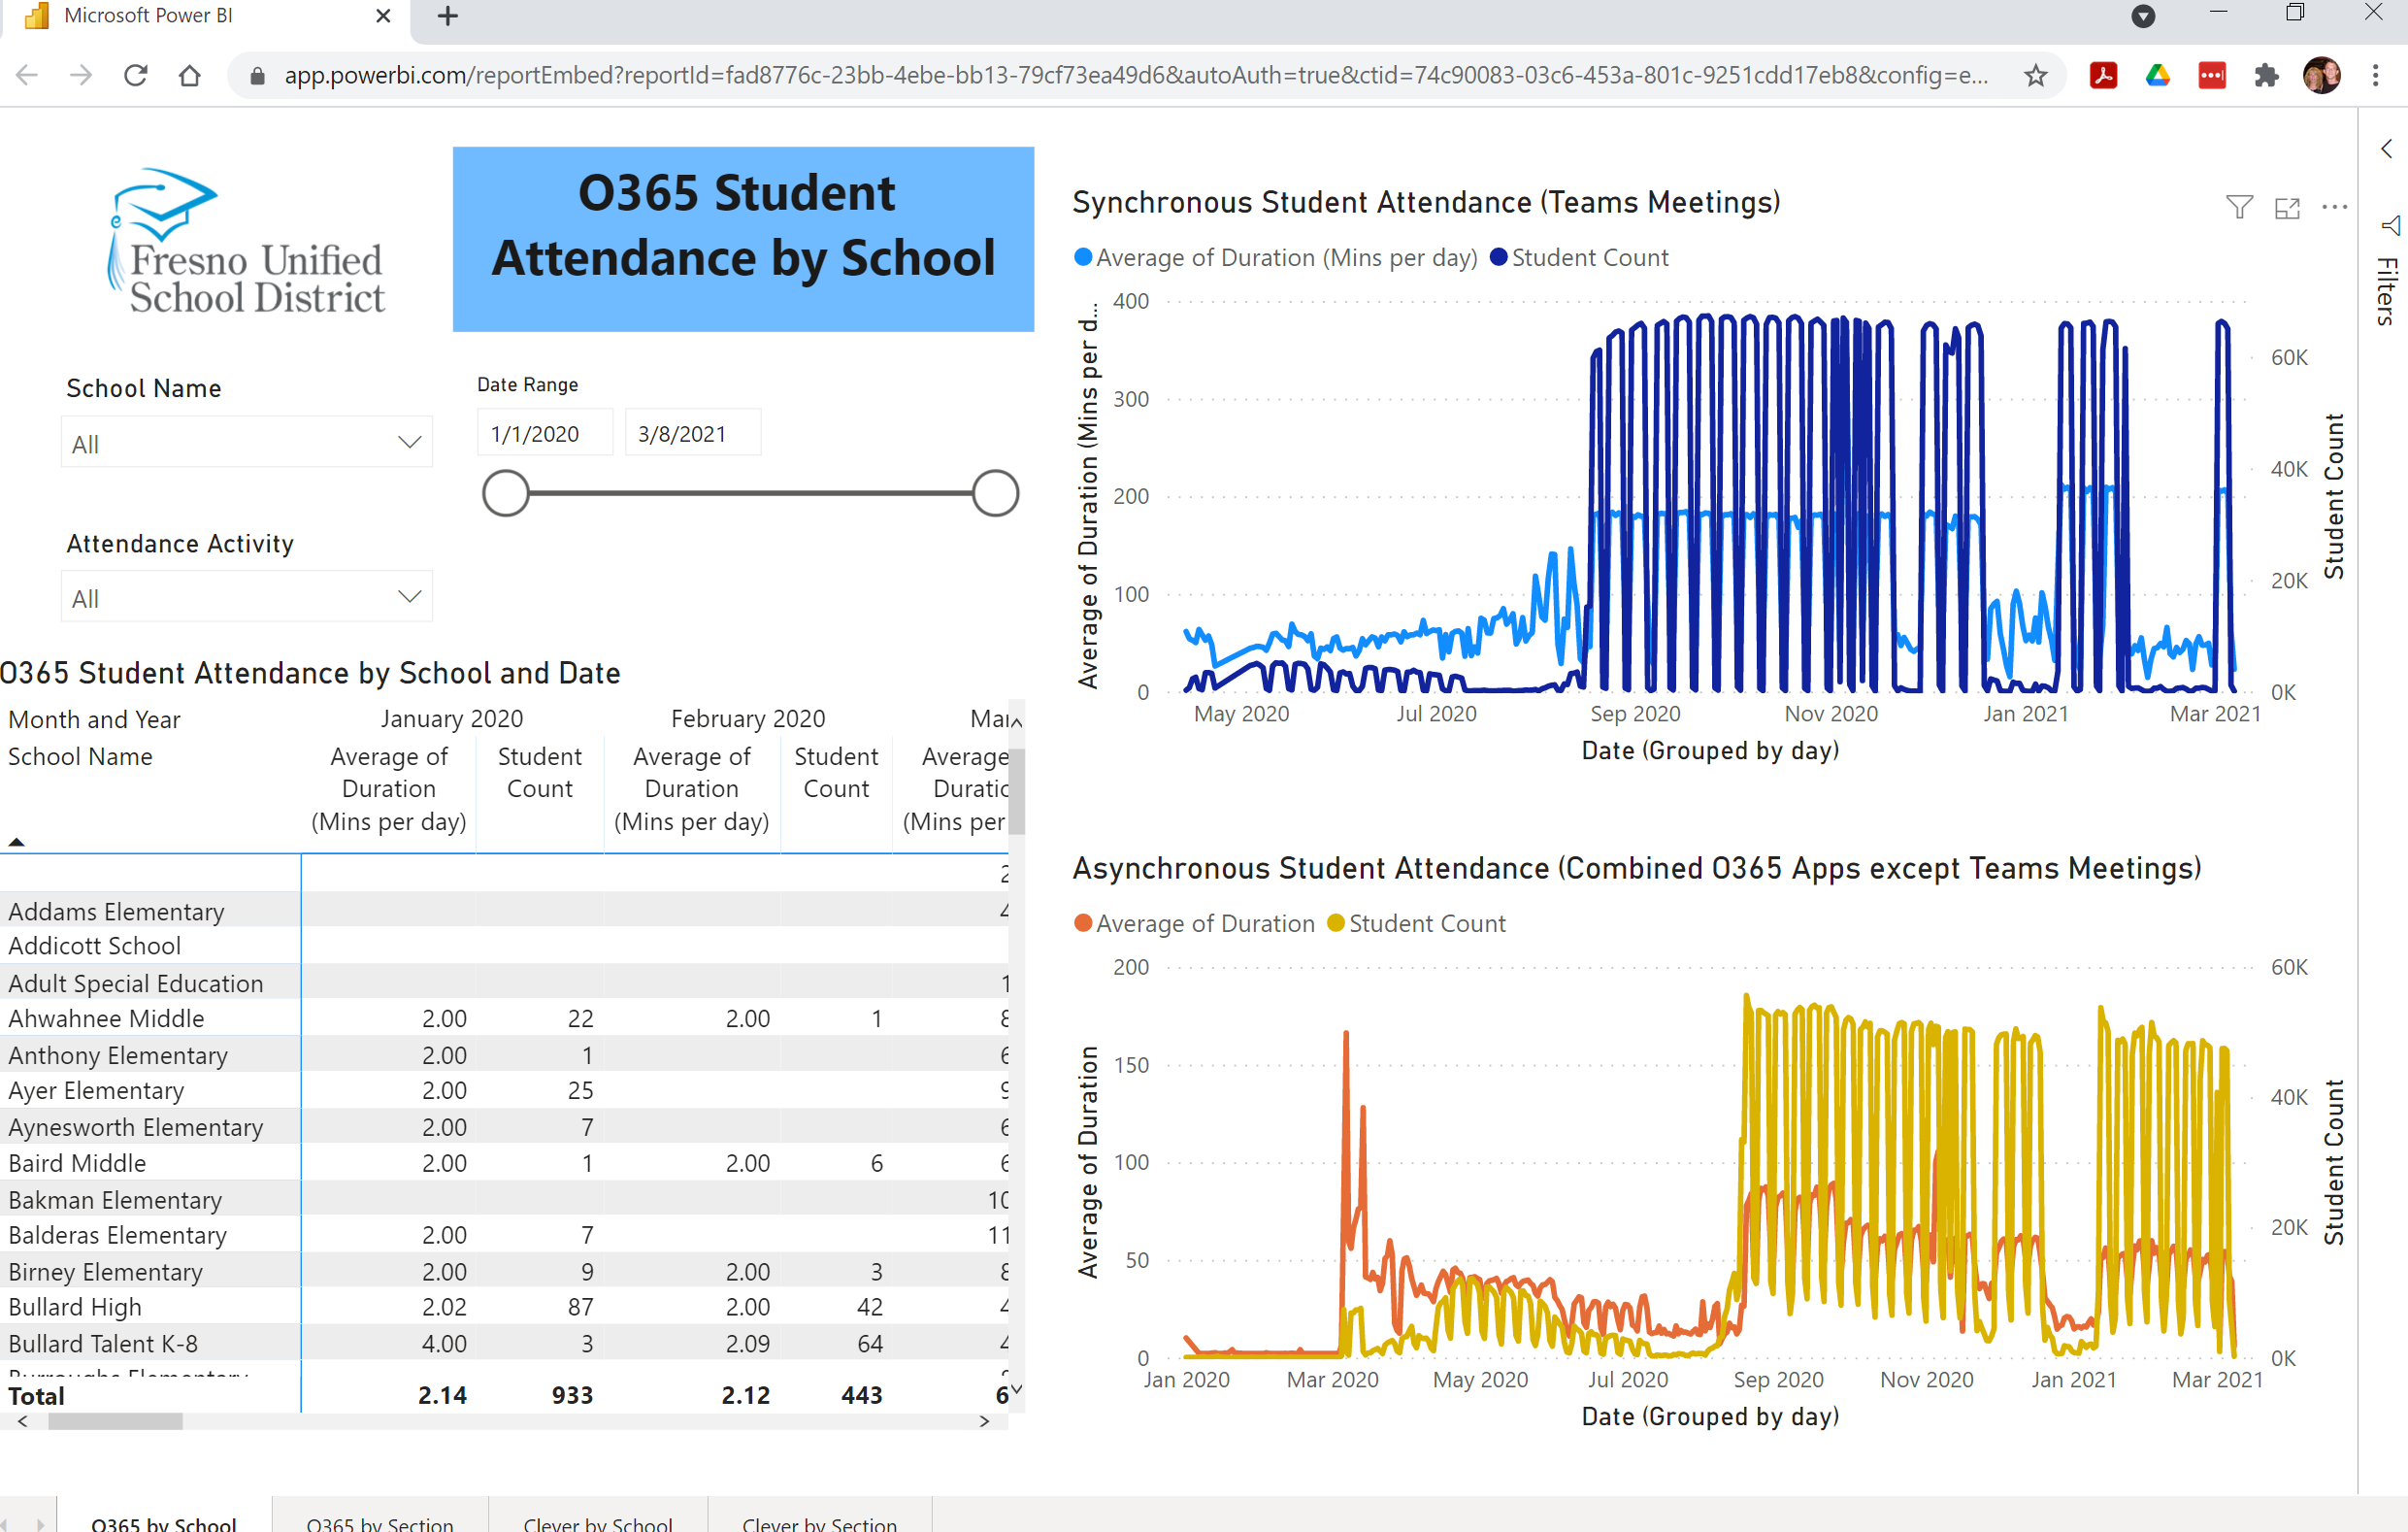 Microsoft Power BI
app.powerbi.com/reportEmbed?reportId=fad8776c-23bb-4ebe-bb13-79cf73ea49d6&autoAuth=true&ctid=74c90083-03c6-453a-801c-9251cdd17eb8&config=e...
Fresno Unified
School District
O365 Student
Attendance by School
School Name
All
Date Range
1/1/2020 3/8/2021
Attendance Activity
All
O365 Student Attendance by School and Date
Month and Year January 2020 February 2020
School Name Average of Student Average of Student Average
Duration Count Duration Count
(Mins per day) (Mins per day) (Mins per
Addams Elementary
Addicott School
Adult Special Education
Ahwahnee Middle 2.00 22 2.00 1
Anthony Elementary 2.00 1
Ayer Elementary 2.00 25
Aynesworth Elementary 2.00 7
Baird Middle 2.00 1 2.00 6
Bakman Elementary
Balderas Elementary 2.00 7
Birney Elementary 2.00 9 2.00 3
Bullard High 2.02 87 2.00 42
Bullard Talent K-8 4.00 3 2.09 64
Total 2.14 933 2.12 443
Synchronous Student Attendance (Teams Meetings)
Average of Duration (Mins per day) Student Count
Average of Duration (Mins per d...
400
300
200
100
0
60K
40K
20K
0K
Student Count
May 2020 Jul 2020 Sep 2020 Nov 2020 Jan 2021 Mar 2021
Date (Grouped by day)
Asynchronous Student Attendance (Combined O365 Apps except Teams Meetings)
Average of Duration Student Count
Average of Duration
200
150
100
50
0
60K
40K
20K
0K
Student Count
Jan 2020 Mar 2020 May 2020 Jul 2020 Sep 2020 Nov 2020 Jan 2021 Mar 2021
Date (Grouped by day)
Filters
O365 by School O365 by Section Clever by School Clever by Section